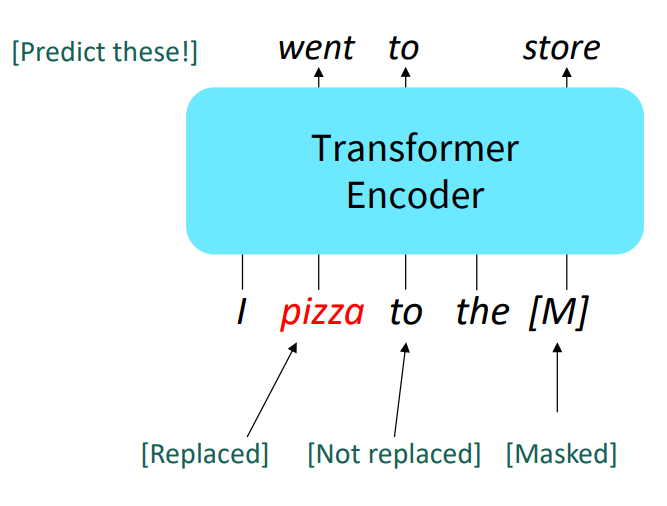 [Predict these!] went to store
Transformer
Encoder
I pizza to the [M]
[Replaced] [Not replaced] [Masked]